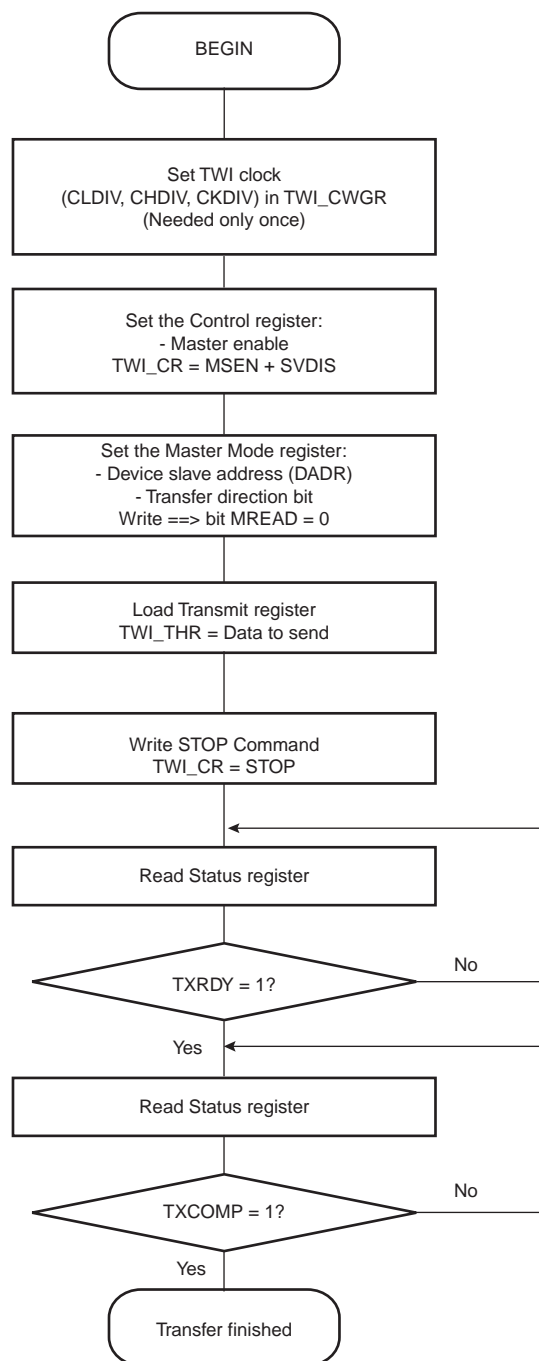 BEGIN
Set TWI clock
(CLDIV, CHDIV, CKDIV) in TWI_CWGR
(Needed only once)
Set the Control register:
- Master enable
TWI_CR = MSEN + SVDIS
Set the Master Mode register:
- Device slave address (DADR)
- Transfer direction bit
Write ==> bit MREAD = 0
Load Transmit register
TWI_THR = Data to send
Write STOP Command
TWI_CR = STOP
Read Status register
No
TXRDY = 1?
Yes
Read Status register
No
TXCOMP = 1?
Yes
Transfer finished